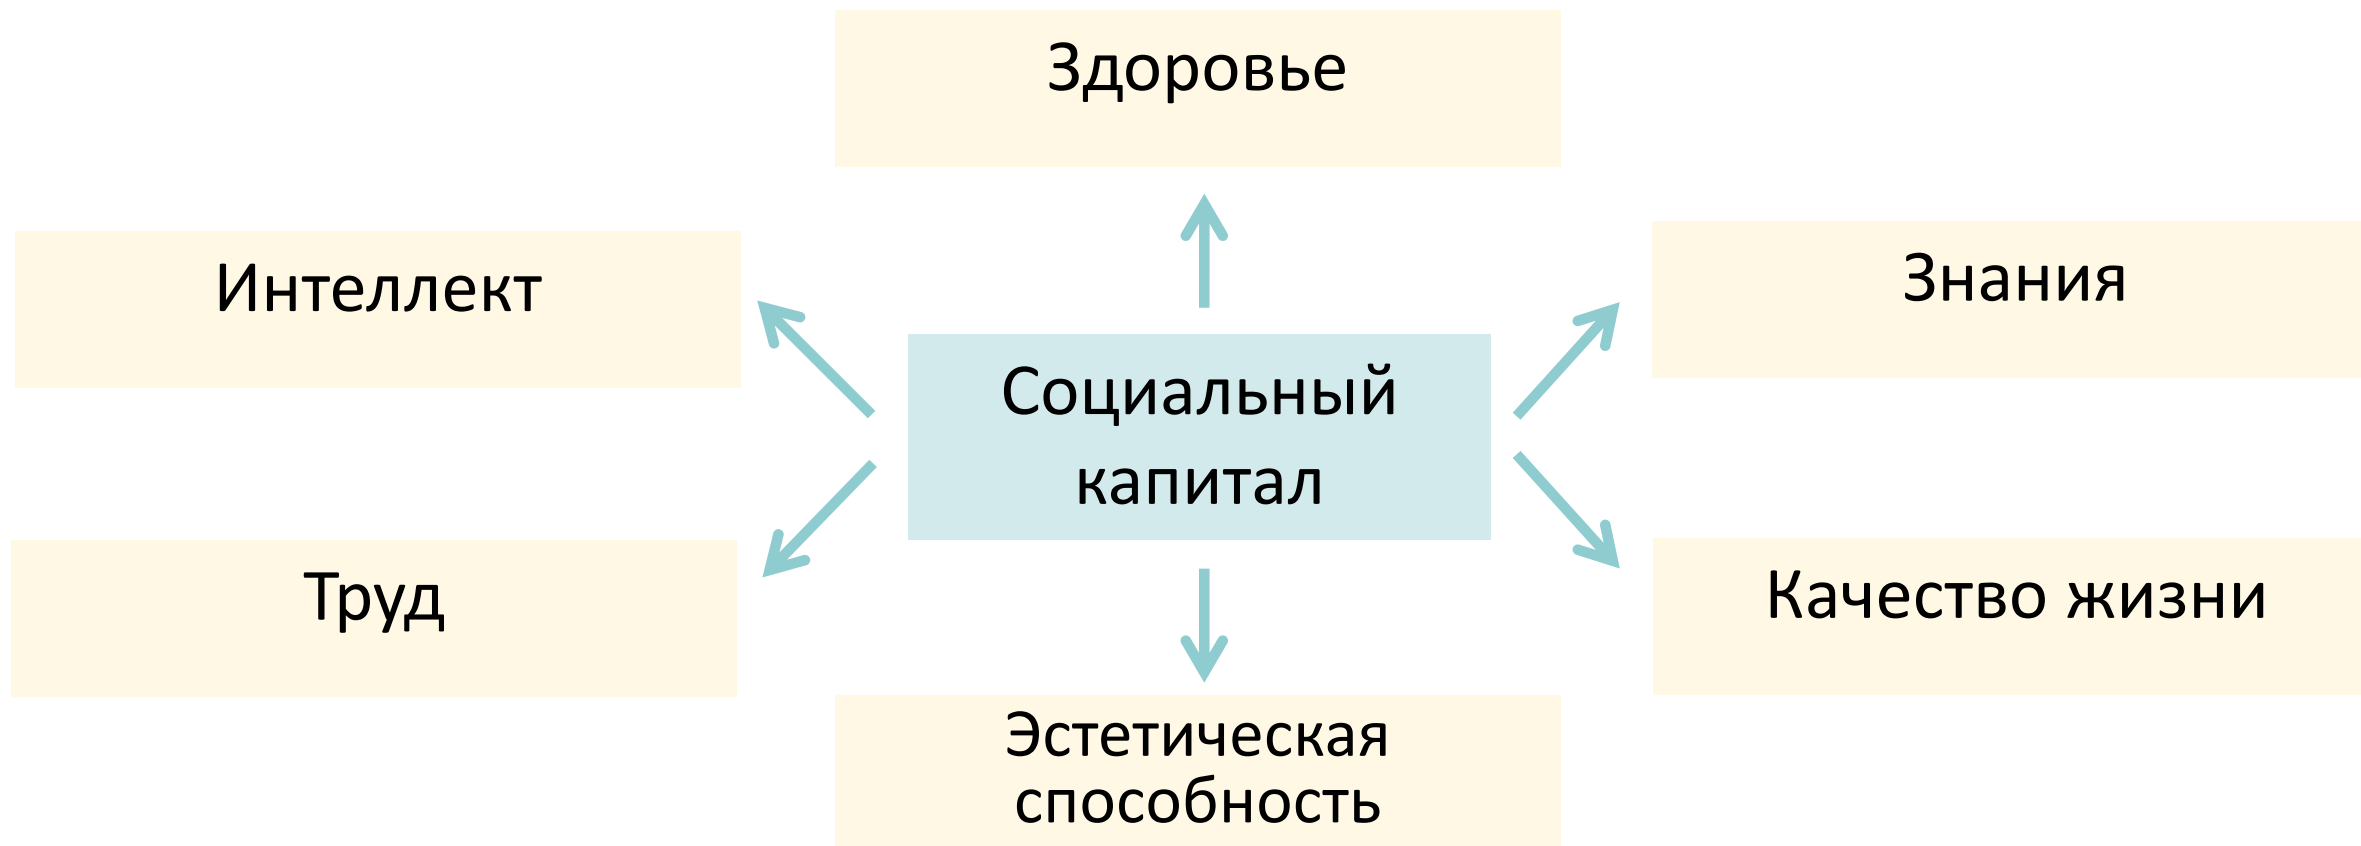 Здоровье
Интеллект
Знания
Социальный
капитал
Труд
Качество жизни
Эстетическая
способность